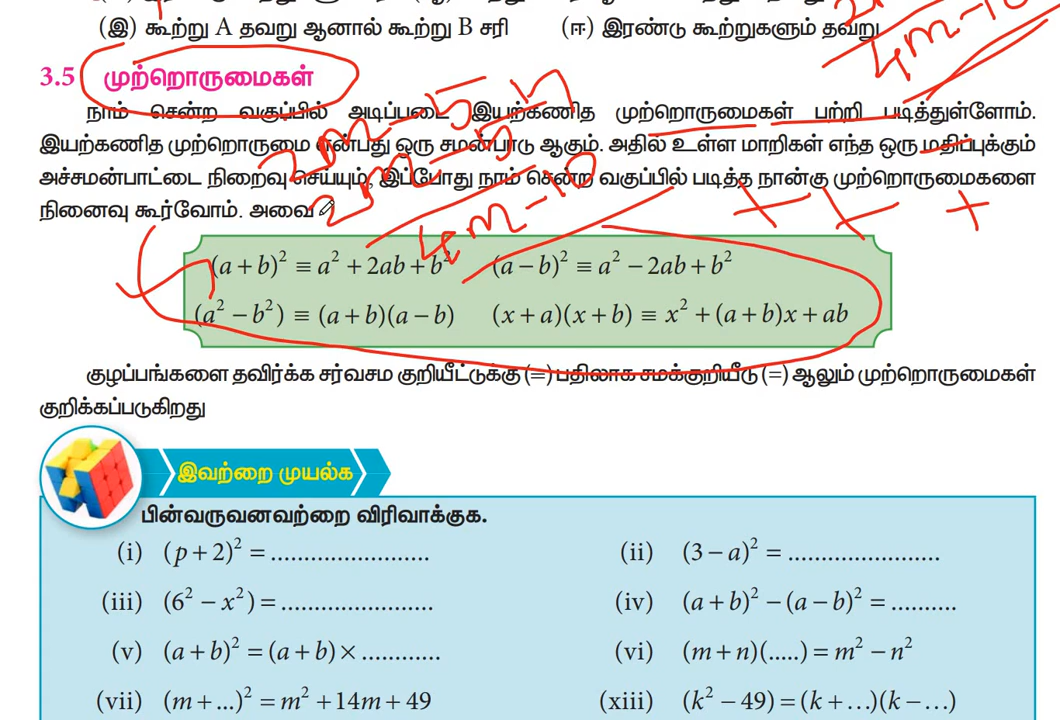 (இ) கூற்று A தவறு ஆனால் கூற்று B சரி (ஈ) இரண்டு கூற்றுகளும் தவறு
4m-10
3.5 முற்றொருமைகள்
நாம் சென்ற வகுப்பில் அடிப்படை இயற்கணித முற்றொருமைகள் பற்றி படித்துள்ளோம்.
இயற்கணித முற்றொருமை என்பது ஒரு சமன்பாடு ஆகும். அதில் உள்ள மாறிகள் எந்த ஒரு மதிப்புக்கும்
அச்சமன்பாட்டை நிறைவு செய்யும், இப்போது நாம் சென்ற வகுப்பில் படித்த நான்கு முற்றொருமைகளை
நினைவு கூர்வோம். அவை
2m-5
2m-5
4m-10
+ + +
(a+b)² ≡ a² + 2ab + b² (a−b)² ≡ a² − 2ab + b²
(a² − b²) ≡ (a+b)(a−b) (x+a)(x+b) ≡ x² + (a+b)x + ab
குழப்பங்களை தவிர்க்க சர்வசம குறியீட்டுக்கு (≡) பதிலாக சமக்குறியீடு (=) ஆலும் முற்றொருமைகள்
குறிக்கப்படுகிறது
இவற்றை முயல்க
பின்வருவனவற்றை விரிவாக்குக.
(i) (p+2)² = ........................ (ii) (3−a)² = .......................
(iii) (6² − x²) = ....................... (iv) (a+b)² − (a−b)² = ..........
(v) (a+b)² = (a+b) × ............ (vi) (m+n)(.....) = m² − n²
(vii) (m+...)² = m² + 14m + 49 (xiii) (k² − 49) = (k+...)(k−...)